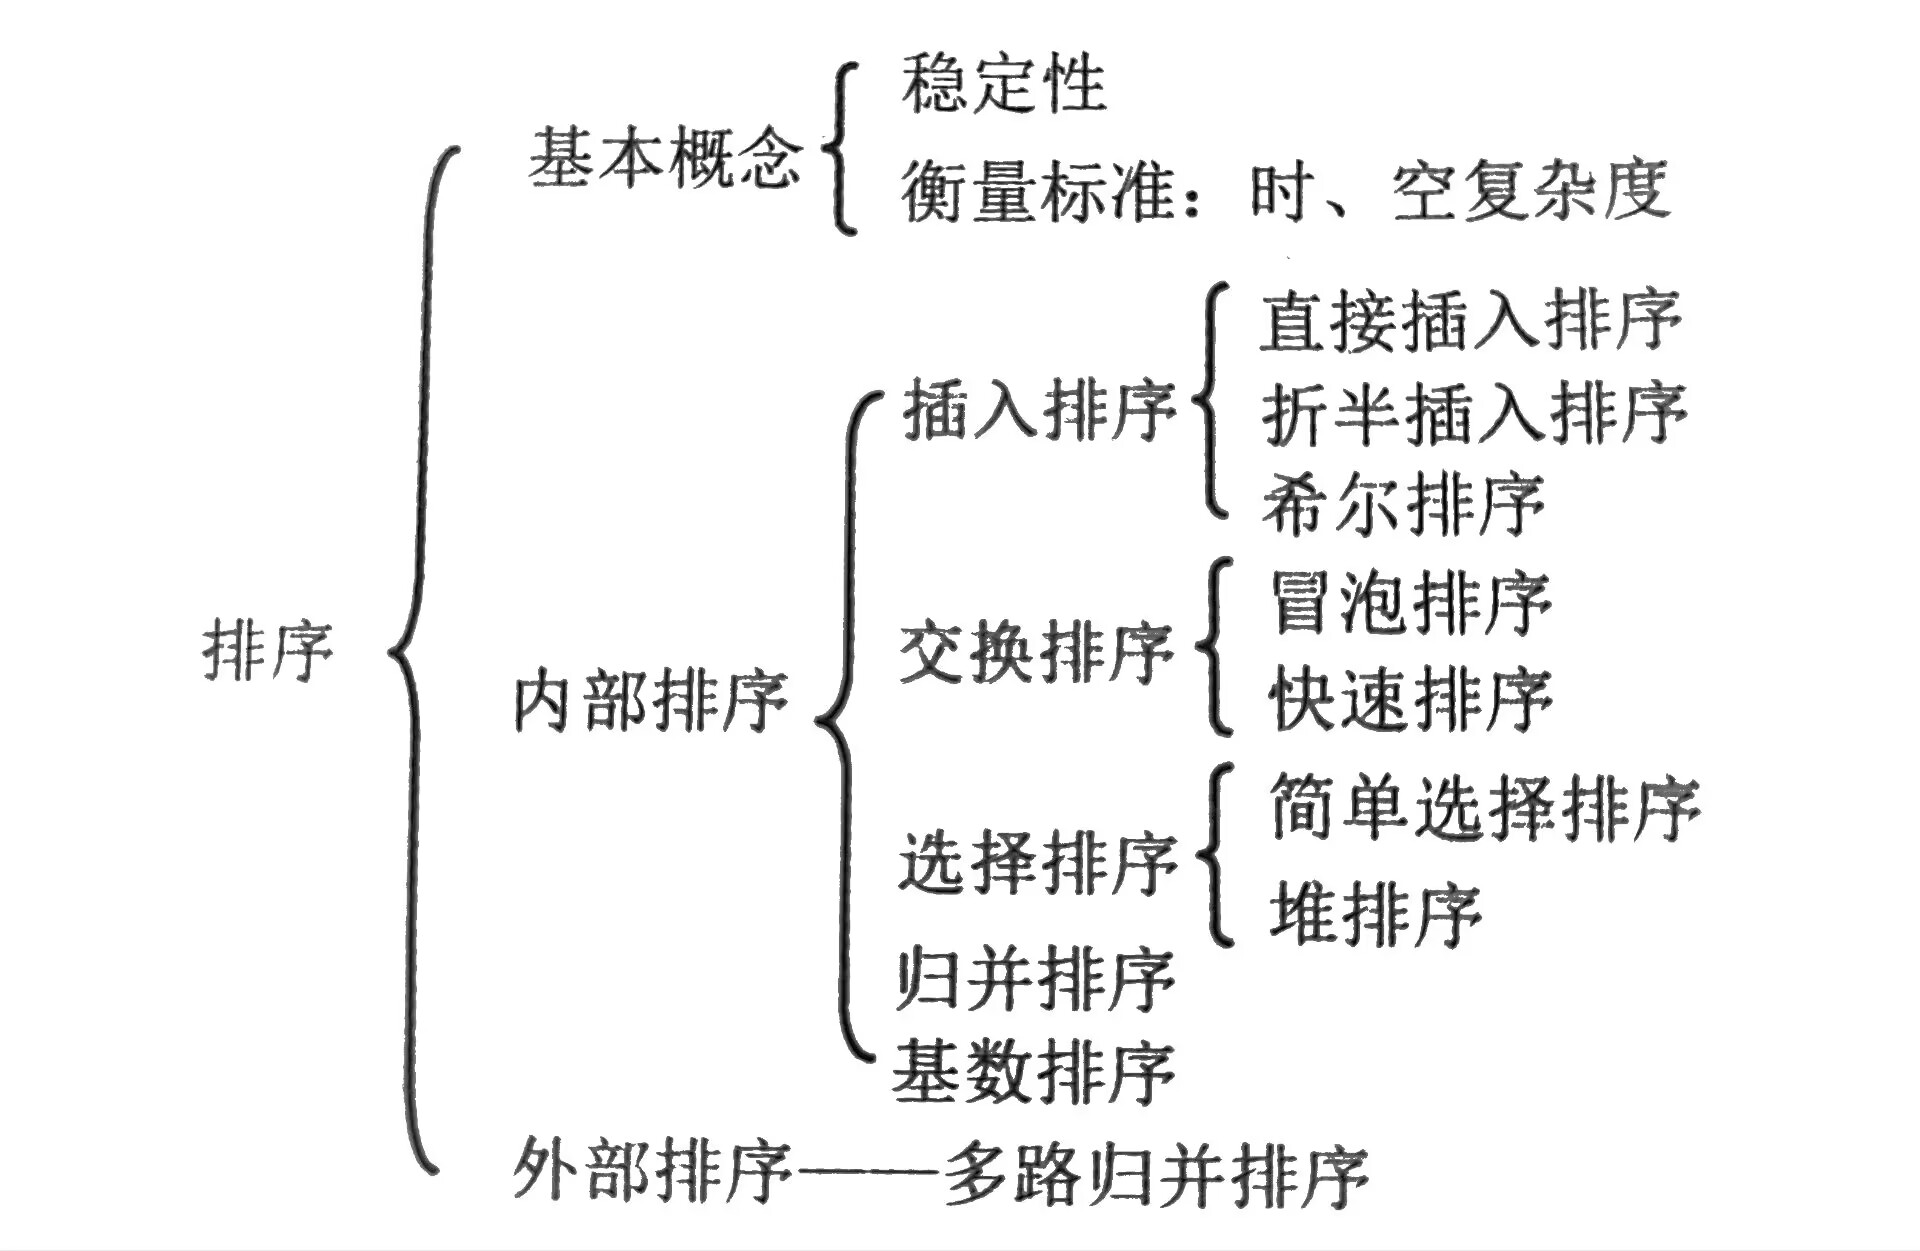 稳定性
基本概念
衡量标准：时、空复杂度
直接插入排序
插入排序
折半插入排序
希尔排序
冒泡排序
排序
交换排序
内部排序
快速排序
简单选择排序
选择排序
堆排序
归并排序
基数排序
外部排序——多路归并排序